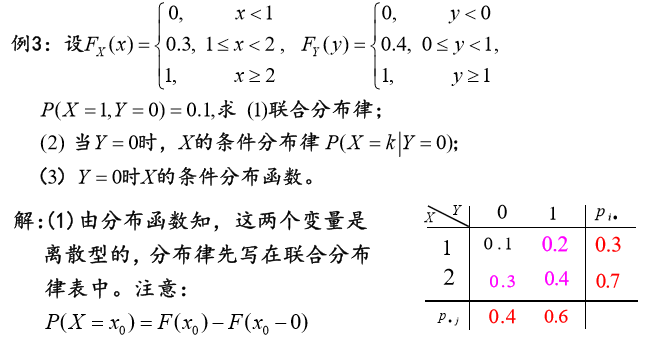 例3：设 F_X(x) = { 0, x < 1; 0.3, 1 ≤ x < 2; 1, x ≥ 2 , F_Y(y) = { 0, y < 0; 0.4, 0 ≤ y < 1; 1, y ≥ 1 ,
P(X = 1, Y = 0) = 0.1, 求 (1)联合分布律；
(2) 当Y = 0时，X的条件分布律 P(X = k|Y = 0);
(3) Y = 0时X的条件分布函数。
解:(1)由分布函数知，这两个变量是
离散型的，分布律先写在联合分布
律表中。注意：
P(X = x₀) = F(x₀) − F(x₀ − 0)
X Y 0 1 p i•
1 0.1 0.2 0.3
2 0.3 0.4 0.7
p•j 0.4 0.6